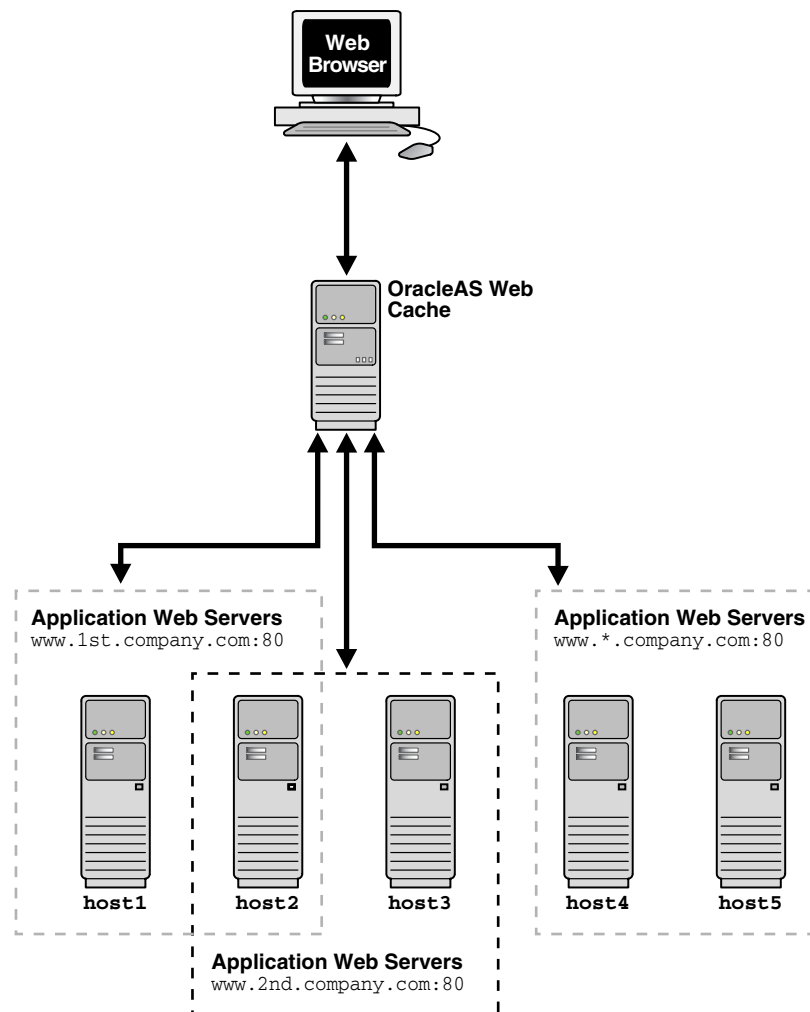 Web
Browser
OracleAS Web
Cache
Application Web Servers
www.1st.company.com:80
Application Web Servers
www.*.company.com:80
host1
host2
host3
host4
host5
Application Web Servers
www.2nd.company.com:80